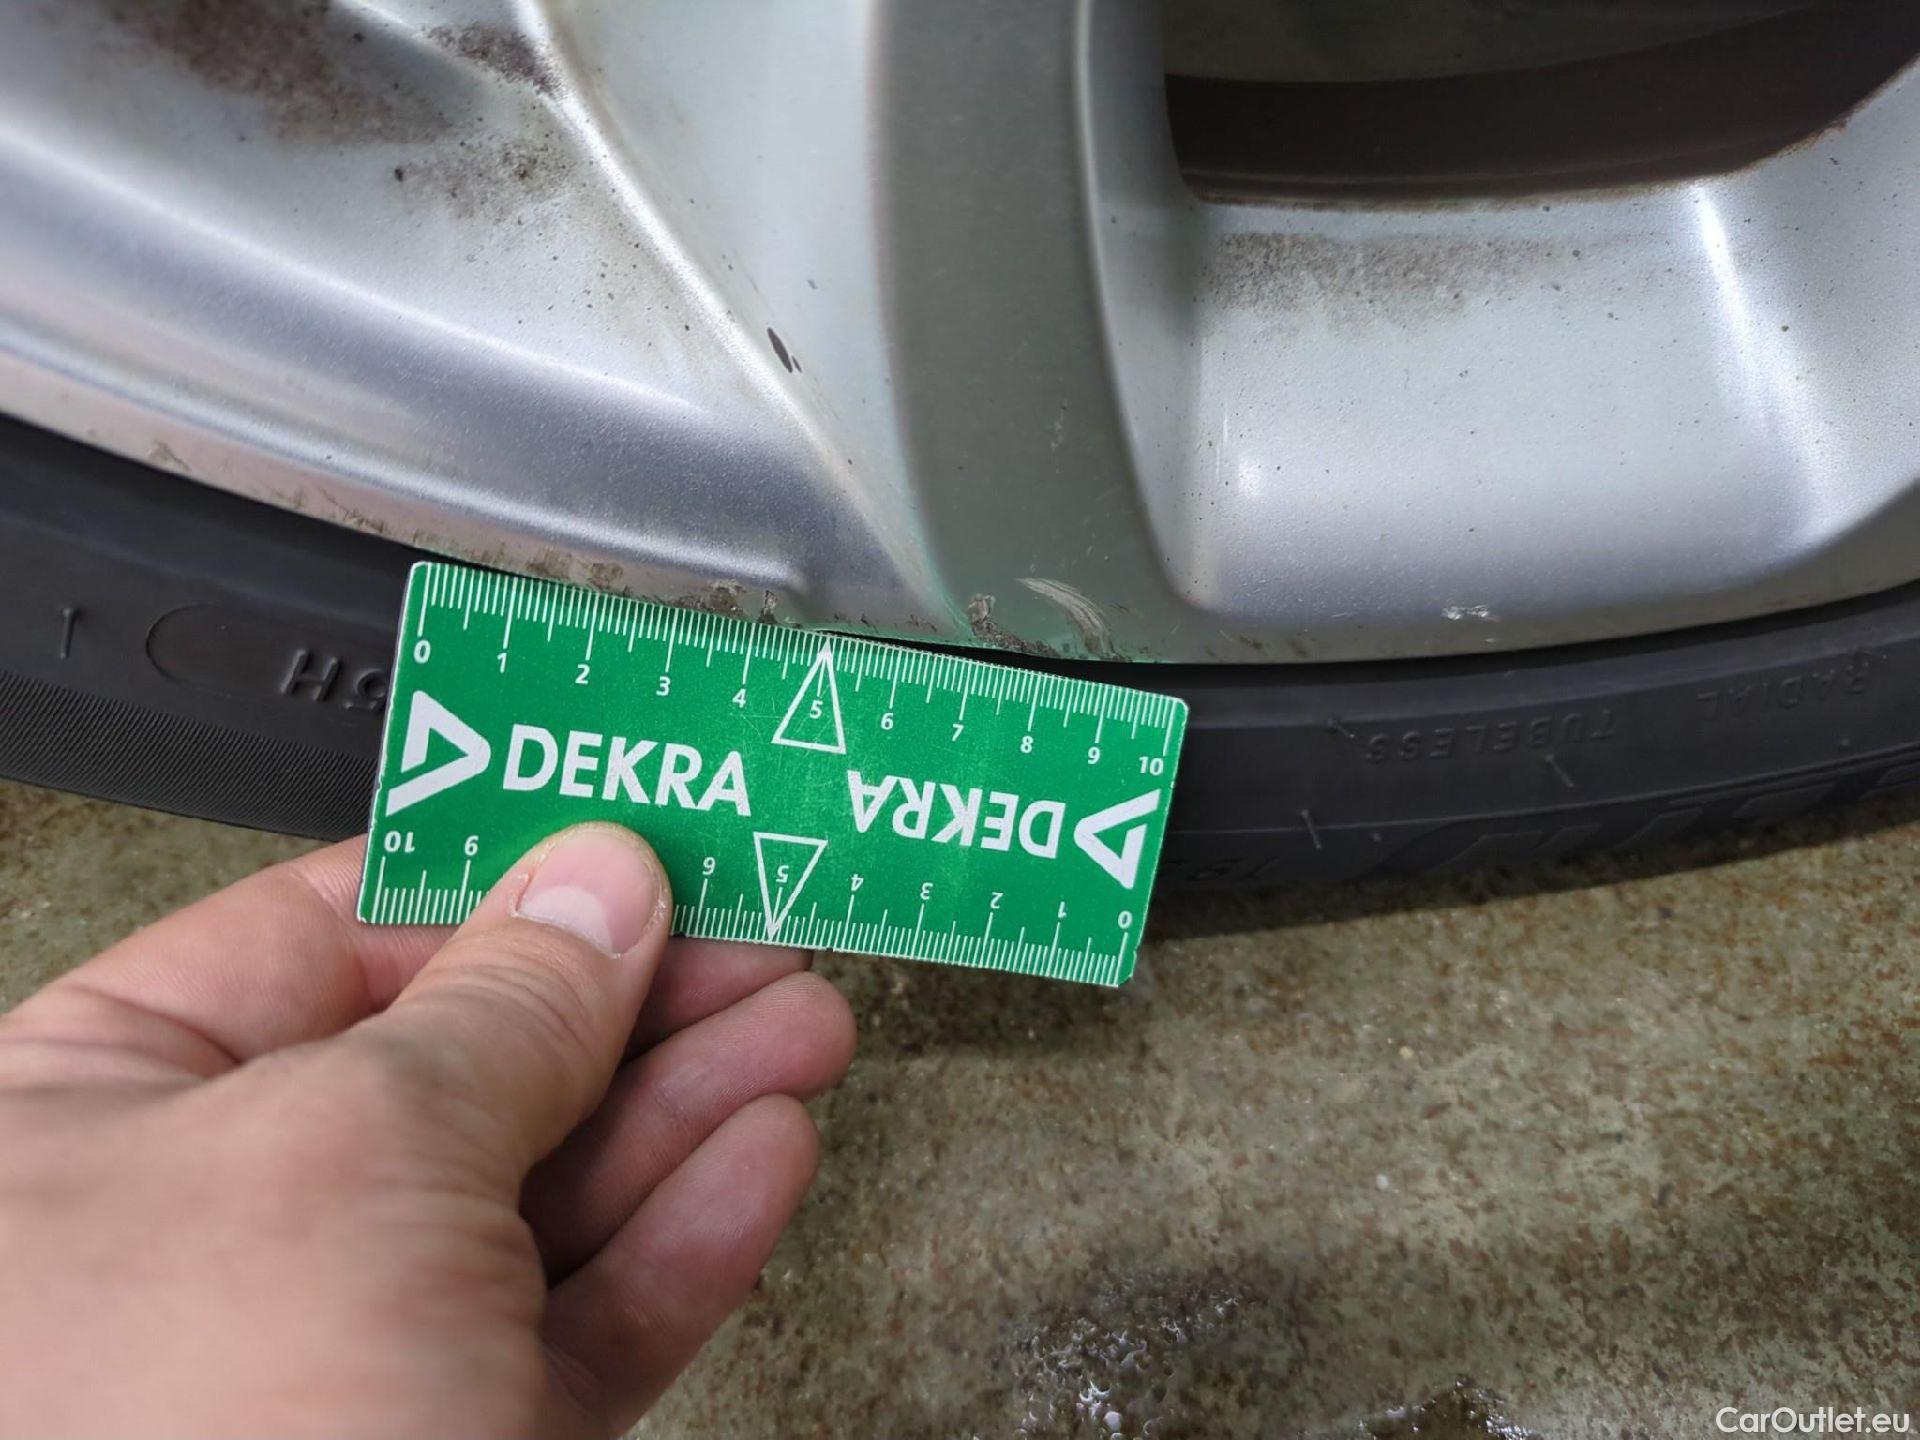 5H
RADIAL
TUBELESS
0 1 2 3 4 5 6 7 8 9 10
DEKRA
DEKRA
10 9 6 5 4 3 2 1 0
CarOutlet.eu